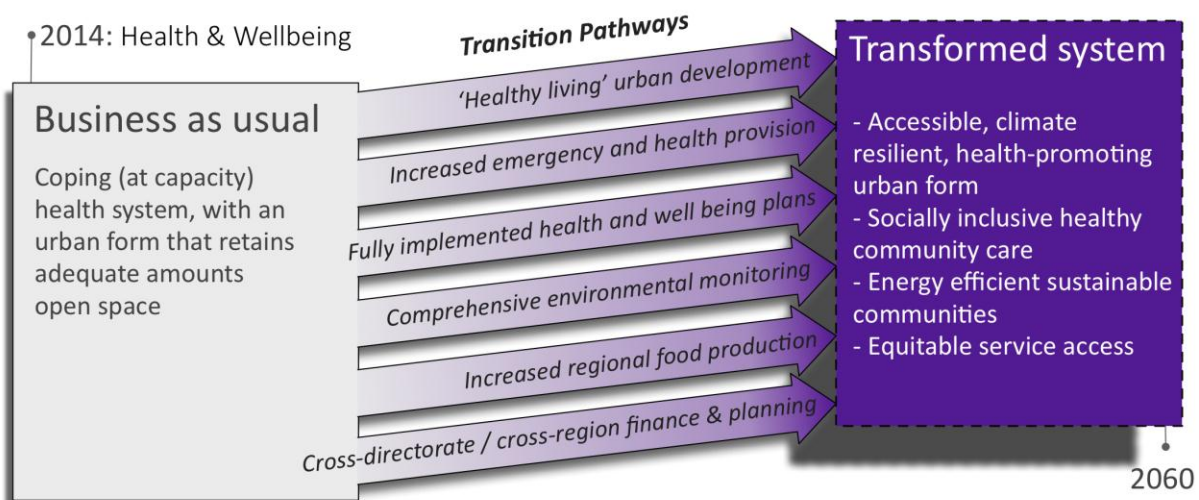 2014: Health & Wellbeing
Business as usual
Coping (at capacity)
health system, with an
urban form that retains
adequate amounts
open space
Transition Pathways
‘Healthy living’ urban development
Increased emergency and health provision
Fully implemented health and well being plans
Comprehensive environmental monitoring
Increased regional food production
Cross-directorate / cross-region finance & planning
Transformed system
- Accessible, climate
resilient, health-promoting
urban form
- Socially inclusive healthy
community care
- Energy efficient sustainable
communities
- Equitable service access
2060